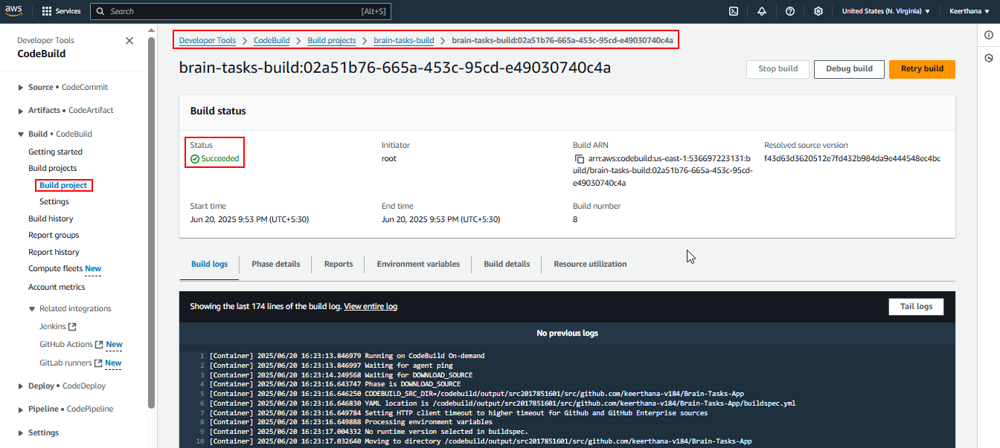 aws
Services
Search
[Alt+S]
United States (N. Virginia)
Keerthana
Developer Tools
CodeBuild
Source • CodeCommit
Artifacts • CodeArtifact
Build • CodeBuild
Getting started
Build projects
Build project
Settings
Build history
Report groups
Report history
Compute fleets New
Account metrics
Related integrations
Jenkins
GitHub Actions New
GitLab runners New
Deploy • CodeDeploy
Pipeline • CodePipeline
Settings
Developer Tools > CodeBuild > Build projects > brain-tasks-build > brain-tasks-build:02a51b76-665a-453c-95cd-e49030740c4a
brain-tasks-build:02a51b76-665a-453c-95cd-e49030740c4a
Stop build
Debug build
Retry build
Build status
Status
Succeeded
Initiator
root
Build ARN
arn:aws:codebuild:us-east-1:536697223131:b
uild/brain-tasks-build:02a51b76-665a-453c-95cd-
e49030740c4a
Resolved source version
f43d63d3620512e7fd432b984da9e444548ec4bc
Start time
Jun 20, 2025 9:53 PM (UTC+5:30)
End time
Jun 20, 2025 9:53 PM (UTC+5:30)
Build number
8
Build logs
Phase details
Reports
Environment variables
Build details
Resource utilization
Showing the last 174 lines of the build log. View entire log
Tail logs
No previous logs
1 [Container] 2025/06/20 16:23:13.846979 Running on CodeBuild On-demand
2 [Container] 2025/06/20 16:23:13.846997 Waiting for agent ping
3 [Container] 2025/06/20 16:23:14.249568 Waiting for DOWNLOAD_SOURCE
4 [Container] 2025/06/20 16:23:16.643747 Phase is DOWNLOAD_SOURCE
5 [Container] 2025/06/20 16:23:16.646250 CODEBUILD_SRC_DIR=/codebuild/output/src2017851601/src/github.com/keerthana-v184/Brain-Tasks-App
6 [Container] 2025/06/20 16:23:16.646830 YAML location is /codebuild/output/src2017851601/src/github.com/keerthana-v184/Brain-Tasks-App/buildspec.yml
7 [Container] 2025/06/20 16:23:16.649784 Setting HTTP client timeout to higher timeout for Github and GitHub Enterprise sources
8 [Container] 2025/06/20 16:23:16.649888 Processing environment variables
9 [Container] 2025/06/20 16:23:17.004332 No runtime version selected in buildspec.
10 [Container] 2025/06/20 16:23:17.032640 Moving to directory /codebuild/output/src2017851601/src/github.com/keerthana-v184/Brain-Tasks-App